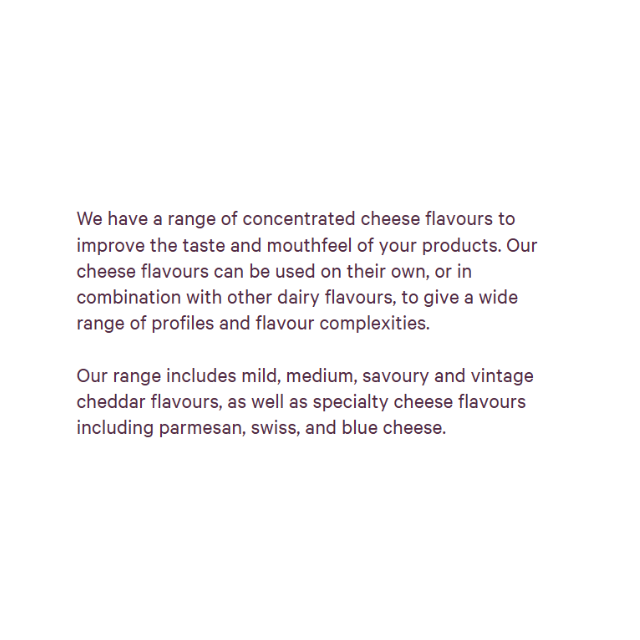 We have a range of concentrated cheese flavours to
improve the taste and mouthfeel of your products. Our
cheese flavours can be used on their own, or in
combination with other dairy flavours, to give a wide
range of profiles and flavour complexities.
Our range includes mild, medium, savoury and vintage
cheddar flavours, as well as specialty cheese flavours
including parmesan, swiss, and blue cheese.